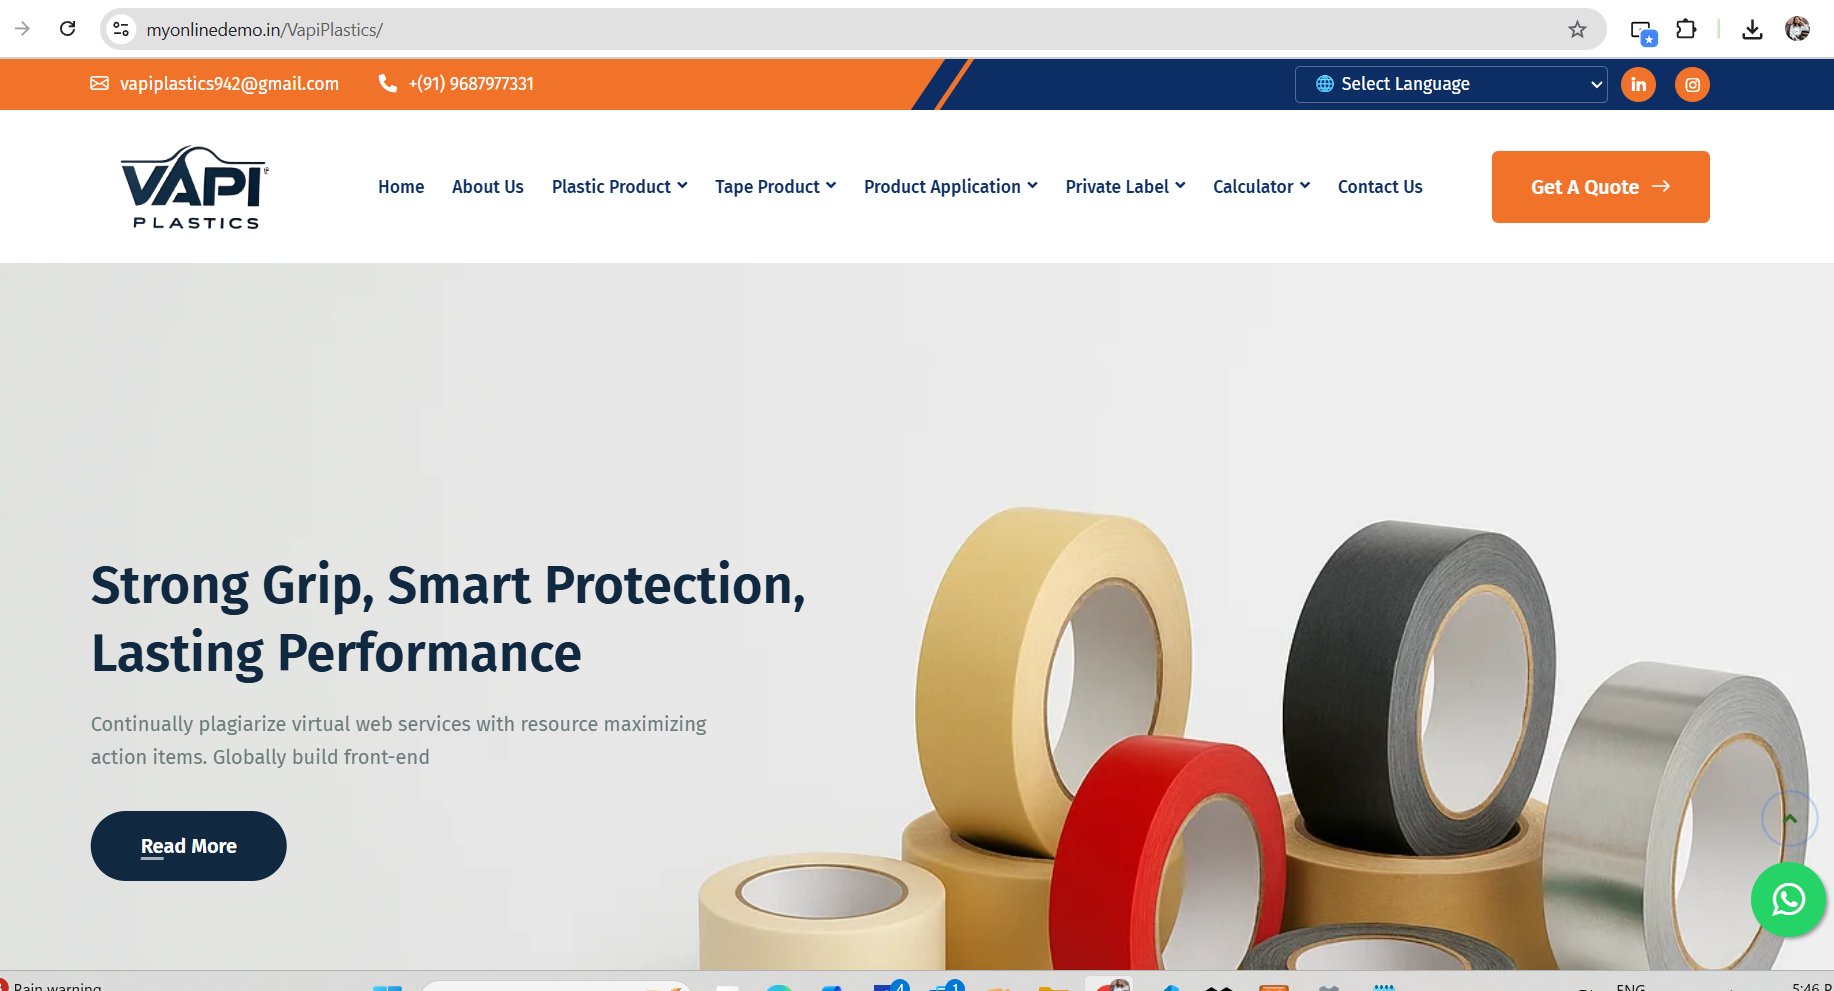 myonlinedemo.in/VapiPlastics/
vapiplastics942@gmail.com +(91) 9687977331 Select Language
VAPI
PLASTICS
Home About Us Plastic Product Tape Product Product Application Private Label Calculator Contact Us Get A Quote
Strong Grip, Smart Protection,
Lasting Performance
Continually plagiarize virtual web services with resource maximizing
action items. Globally build front-end
Read More
Rain warning 4 1 ENG 5:46 P